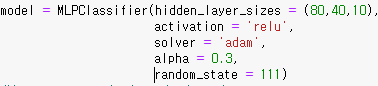 model = MLPClassifier(hidden_layer_sizes = (80,40,10),
activation = 'relu',
solver = 'adam',
alpha = 0.3,
random_state = 111)